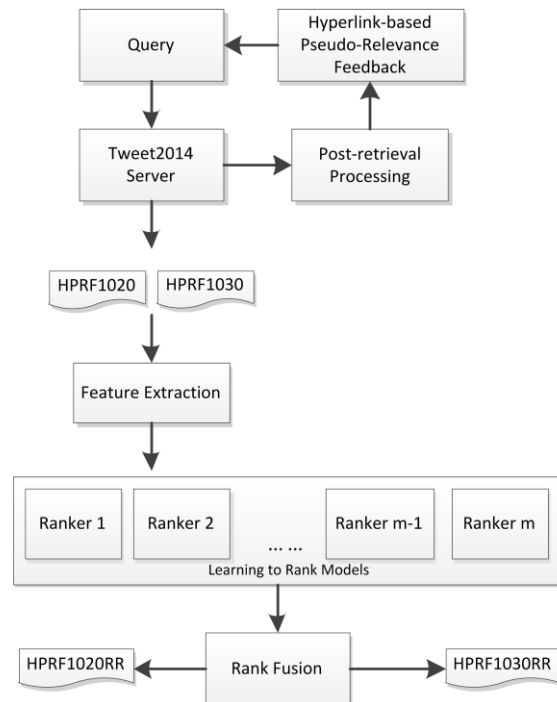 Query
Hyperlink-based
Pseudo-Relevance
Feedback
Tweet2014
Server
Post-retrieval
Processing
HPRF1020
HPRF1030
Feature Extraction
Ranker 1
Ranker 2
... ...
Ranker m-1
Ranker m
Learning to Rank Models
HPRF1020RR
Rank Fusion
HPRF1030RR